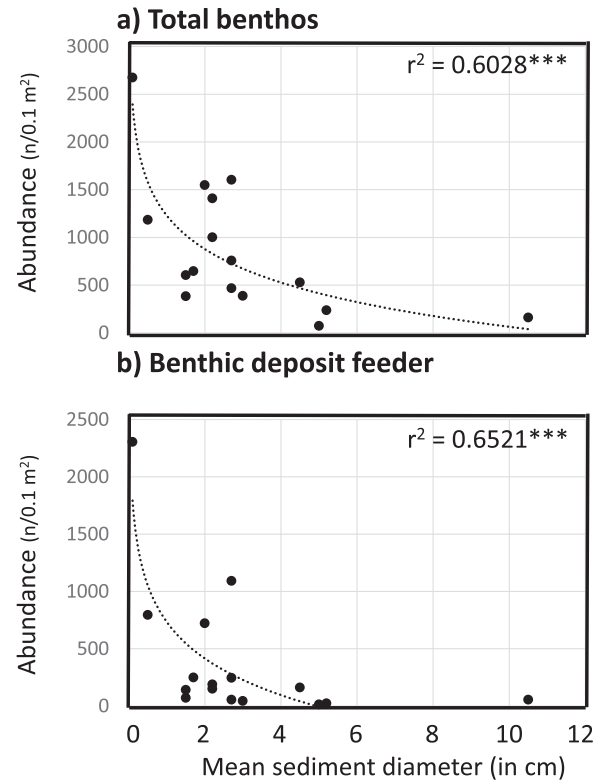 a) Total benthos
r² = 0.6028***
Abundance (n/0.1 m²)
3000
2500
2000
1500
1000
500
0
b) Benthic deposit feeder
r² = 0.6521***
Abundance (n/0.1 m²)
2500
2000
1500
1000
500
0
0 2 4 6 8 10 12
Mean sediment diameter (in cm)